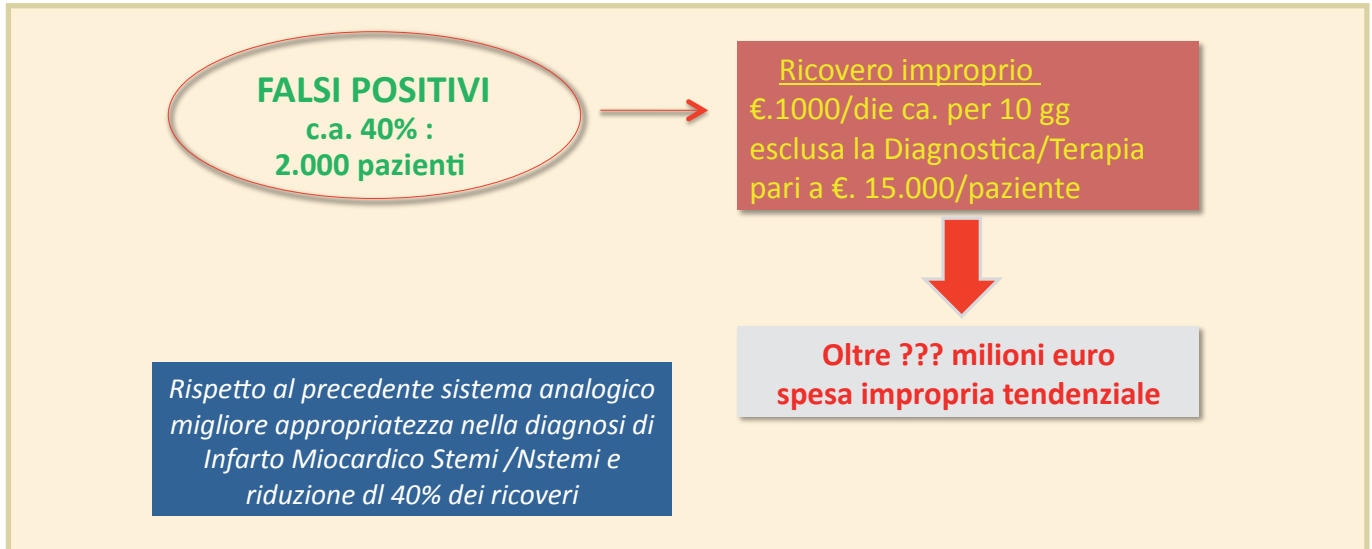 FALSI POSITIVI
c.a. 40% :
2.000 pazienti
Ricovero improprio
€.1000/die ca. per 10 gg
esclusa la Diagnostica/Terapia
pari a €. 15.000/paziente
Oltre ??? milioni euro
spesa impropria tendenziale
Rispetto al precedente sistema analogico
migliore appropriatezza nella diagnosi di
Infarto Miocardico Stemi /Nstemi e
riduzione dl 40% dei ricoveri